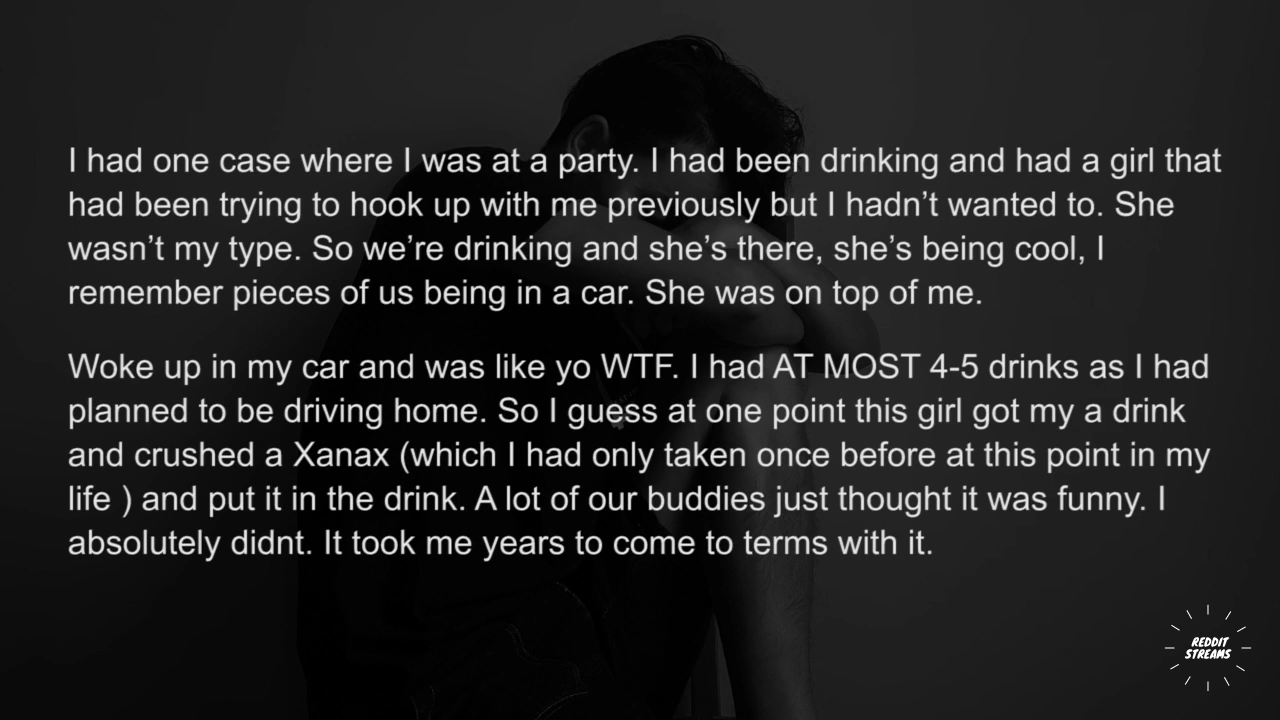 I had one case where I was at a party. I had been drinking and had a girl that
had been trying to hook up with me previously but I hadn’t wanted to. She
wasn’t my type. So we’re drinking and she’s there, she’s being cool, I
remember pieces of us being in a car. She was on top of me.
Woke up in my car and was like yo WTF. I had AT MOST 4-5 drinks as I had
planned to be driving home. So I guess at one point this girl got my a drink
and crushed a Xanax (which I had only taken once before at this point in my
life ) and put it in the drink. A lot of our buddies just thought it was funny. I
absolutely didnt. It took me years to come to terms with it.
REDDIT
STREAMS